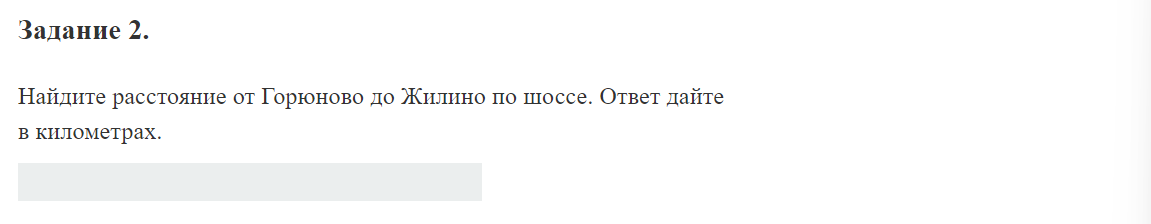 Задание 2.
Найдите расстояние от Горюново до Жилино по шоссе. Ответ дайте
в километрах.